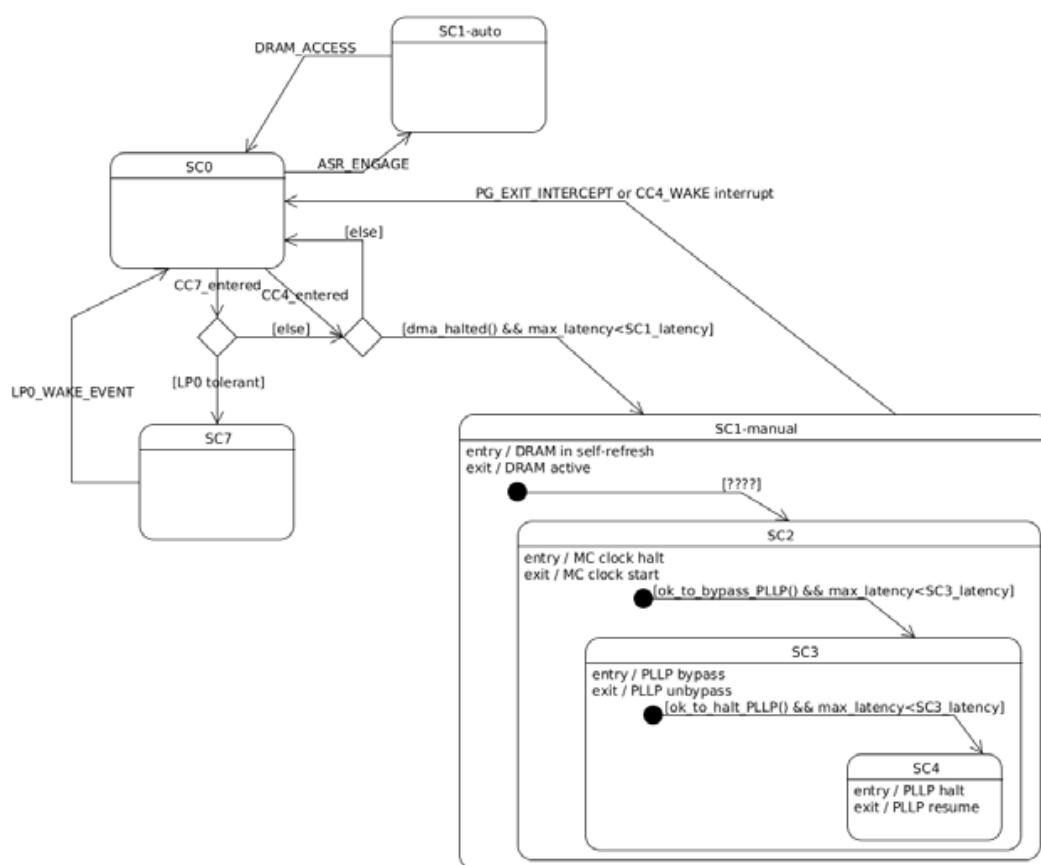 SC1-auto
DRAM_ACCESS
SC0
ASR_ENGAGE
PG_EXIT_INTERCEPT or CC4_WAKE interrupt
[else]
CC7_entered
CC4_entered
[else]
[dma_halted() && max_latency<SC1_latency]
[LP0 tolerant]
LP0_WAKE_EVENT
SC7
SC1-manual
entry / DRAM in self-refresh
exit / DRAM active
[????]
SC2
entry / MC clock halt
exit / MC clock start
[ok_to_bypass_PLLP() && max_latency<SC3_latency]
SC3
entry / PLLP bypass
exit / PLLP unbypass
[ok_to_halt_PLLP() && max_latency<SC3_latency]
SC4
entry / PLLP halt
exit / PLLP resume